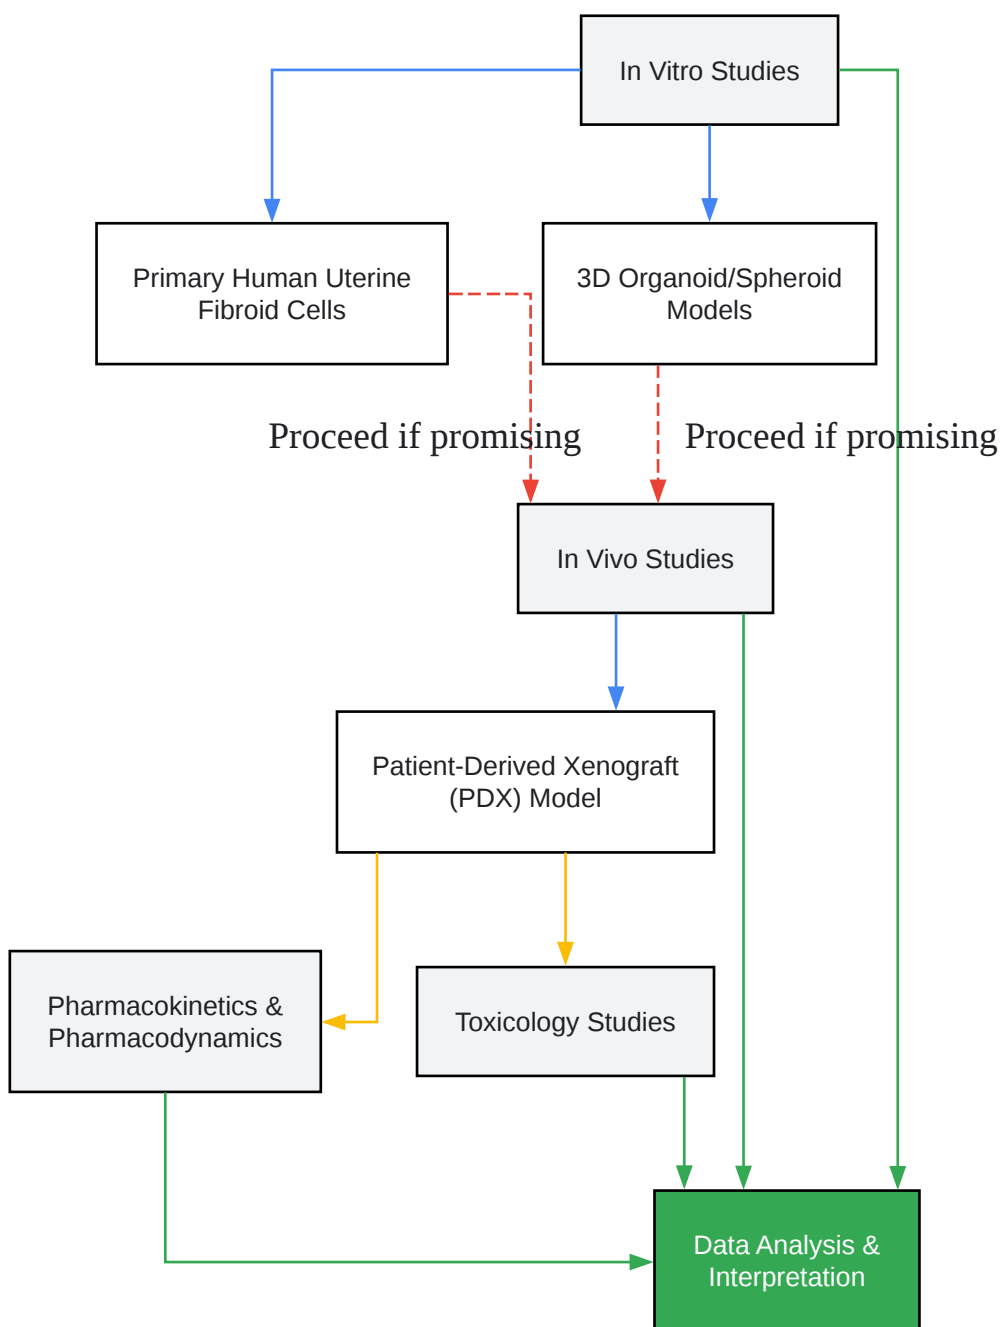 In Vitro Studies
Primary Human Uterine
Fibroid Cells
3D Organoid/Spheroid
Models
Proceed if promising
Proceed if promising
In Vivo Studies
Patient-Derived Xenograft
(PDX) Model
Pharmacokinetics &
Pharmacodynamics
Toxicology Studies
Data Analysis &
Interpretation